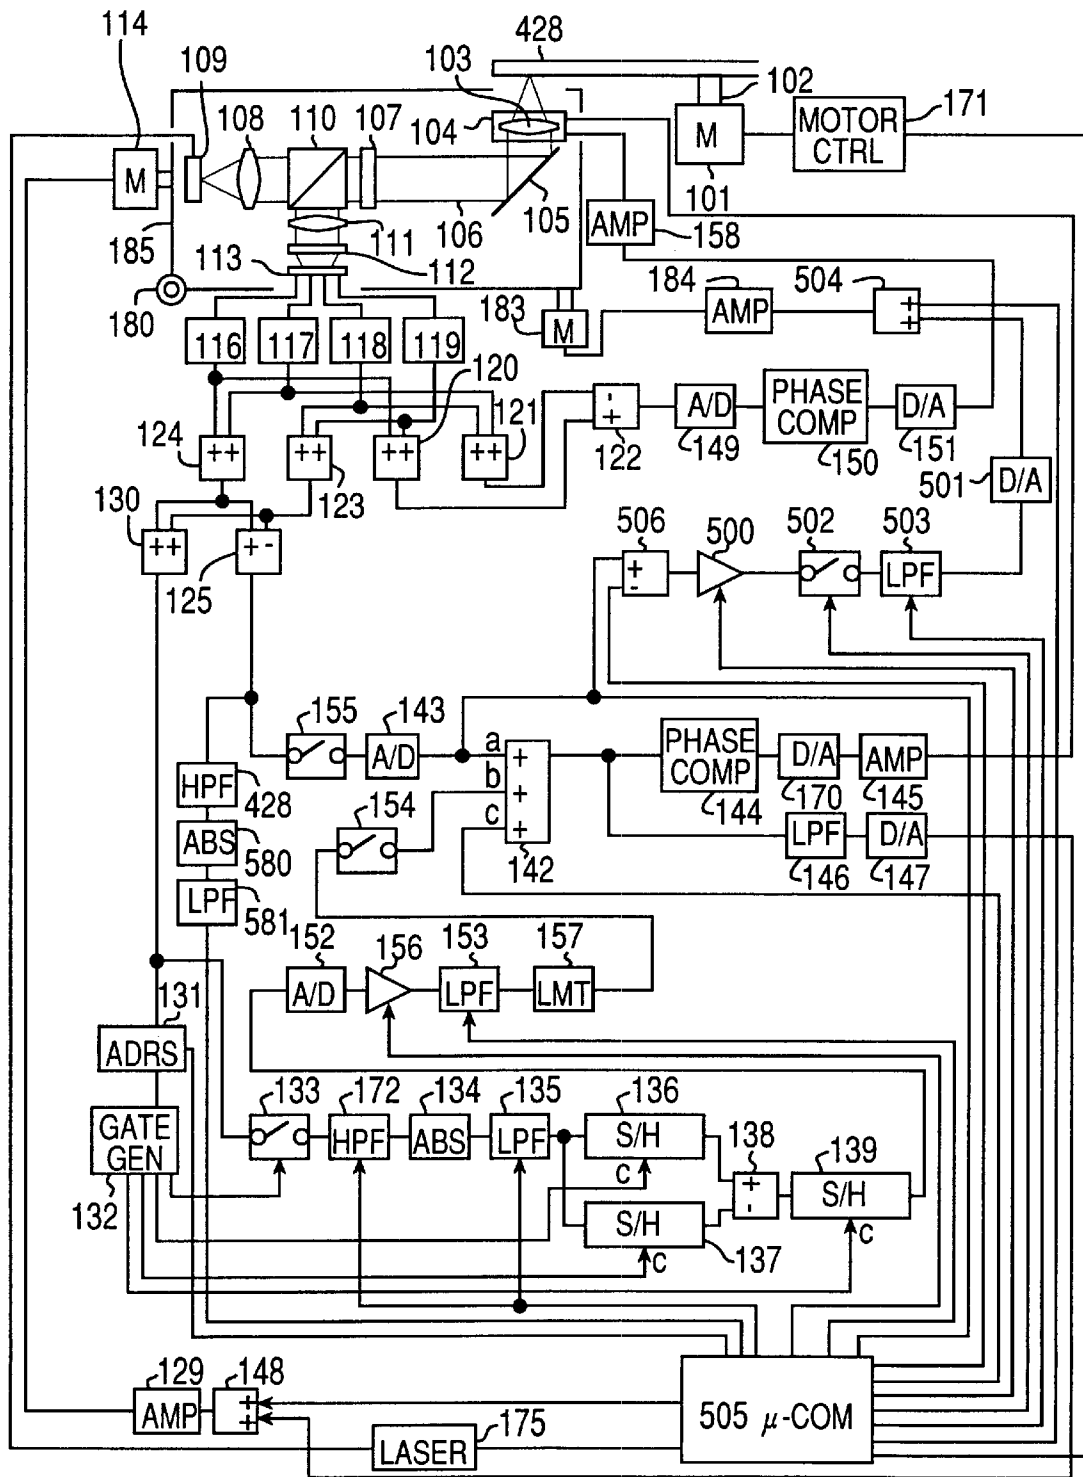 428
114
109
103
102
108
110
107
104
171
M
MOTOR
CTRL
M
101
105
AMP
158
106
111
185
112
113
184
504
180
183
M
AMP
+
+
116
117
118
119
120
121
-
+
A/D
PHASE
COMP
D/A
124
++
++
++
++
122
149
150
151
123
501
D/A
130
506
500
502
503
++
+ -
125
+
-
LPF
155
143
A/D
a
b
c
+
+
+
PHASE
COMP
D/A
AMP
HPF
428
154
144
170
145
ABS
580
142
LPF
D/A
146
147
LPF
581
152
156
153
157
A/D
LPF
LMT
131
ADRS
133
172
134
135
136
GATE
GEN
HPF
ABS
LPF
S/H
138
139
c
+
-
S/H
132
S/H
c
137
c
129
148
AMP
+
+
505 μ-COM
175
LASER